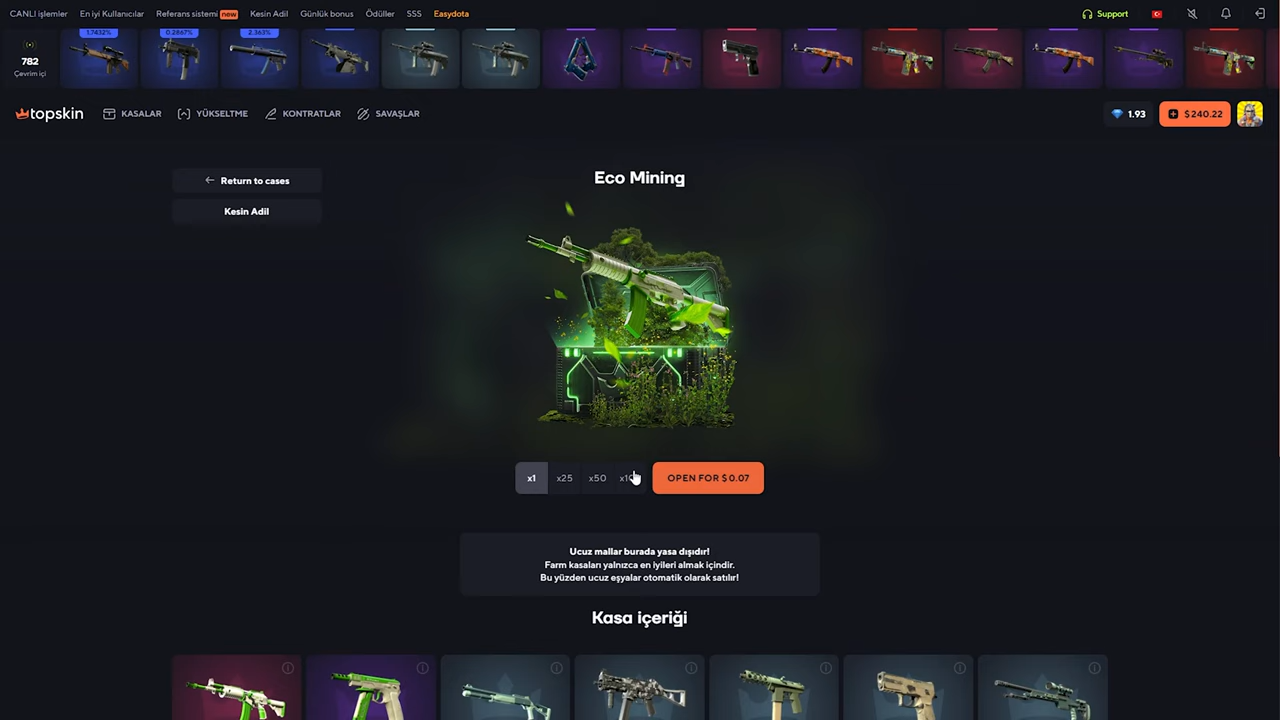 CANLI işlemler En iyi Kullanıcılar Referans sistemi new Kesin Adil Günlük bonus Ödüller SSS Easydota Support
1.7432% 0.2867% 2.363%
782
Çevrim içi
topskin KASALAR YÜKSELTME KONTRATLAR SAVAŞLAR 1.93 $ 240.22
Return to cases
Kesin Adil
Eco Mining
x1 x25 x50 OPEN FOR $ 0.07
Ucuz mallar burada yasa dışıdır!
Farm kasaları yalnızca en iyileri almak içindir.
Bu yüzden ucuz eşyalar otomatik olarak satılır!
Kasa içeriği